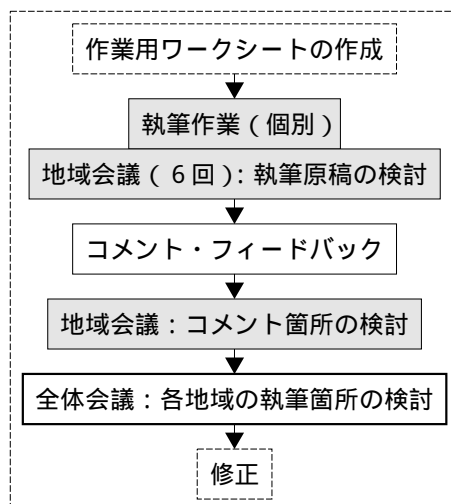 作業用ワークシートの作成
執筆作業（個別）
地域会議（６回）：執筆原稿の検討
コメント・フィードバック
地域会議：コメント箇所の検討
全体会議：各地域の執筆箇所の検討
修正